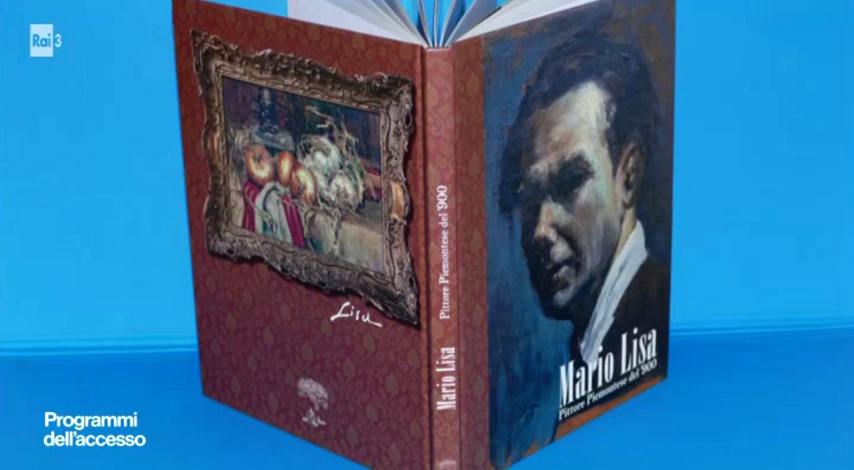 Rai 3
Lisa
Pittore Piemontese del '900
Mario Lisa
Mario Lisa
Pittore Piemontese del '900
Programmi
dell'accesso